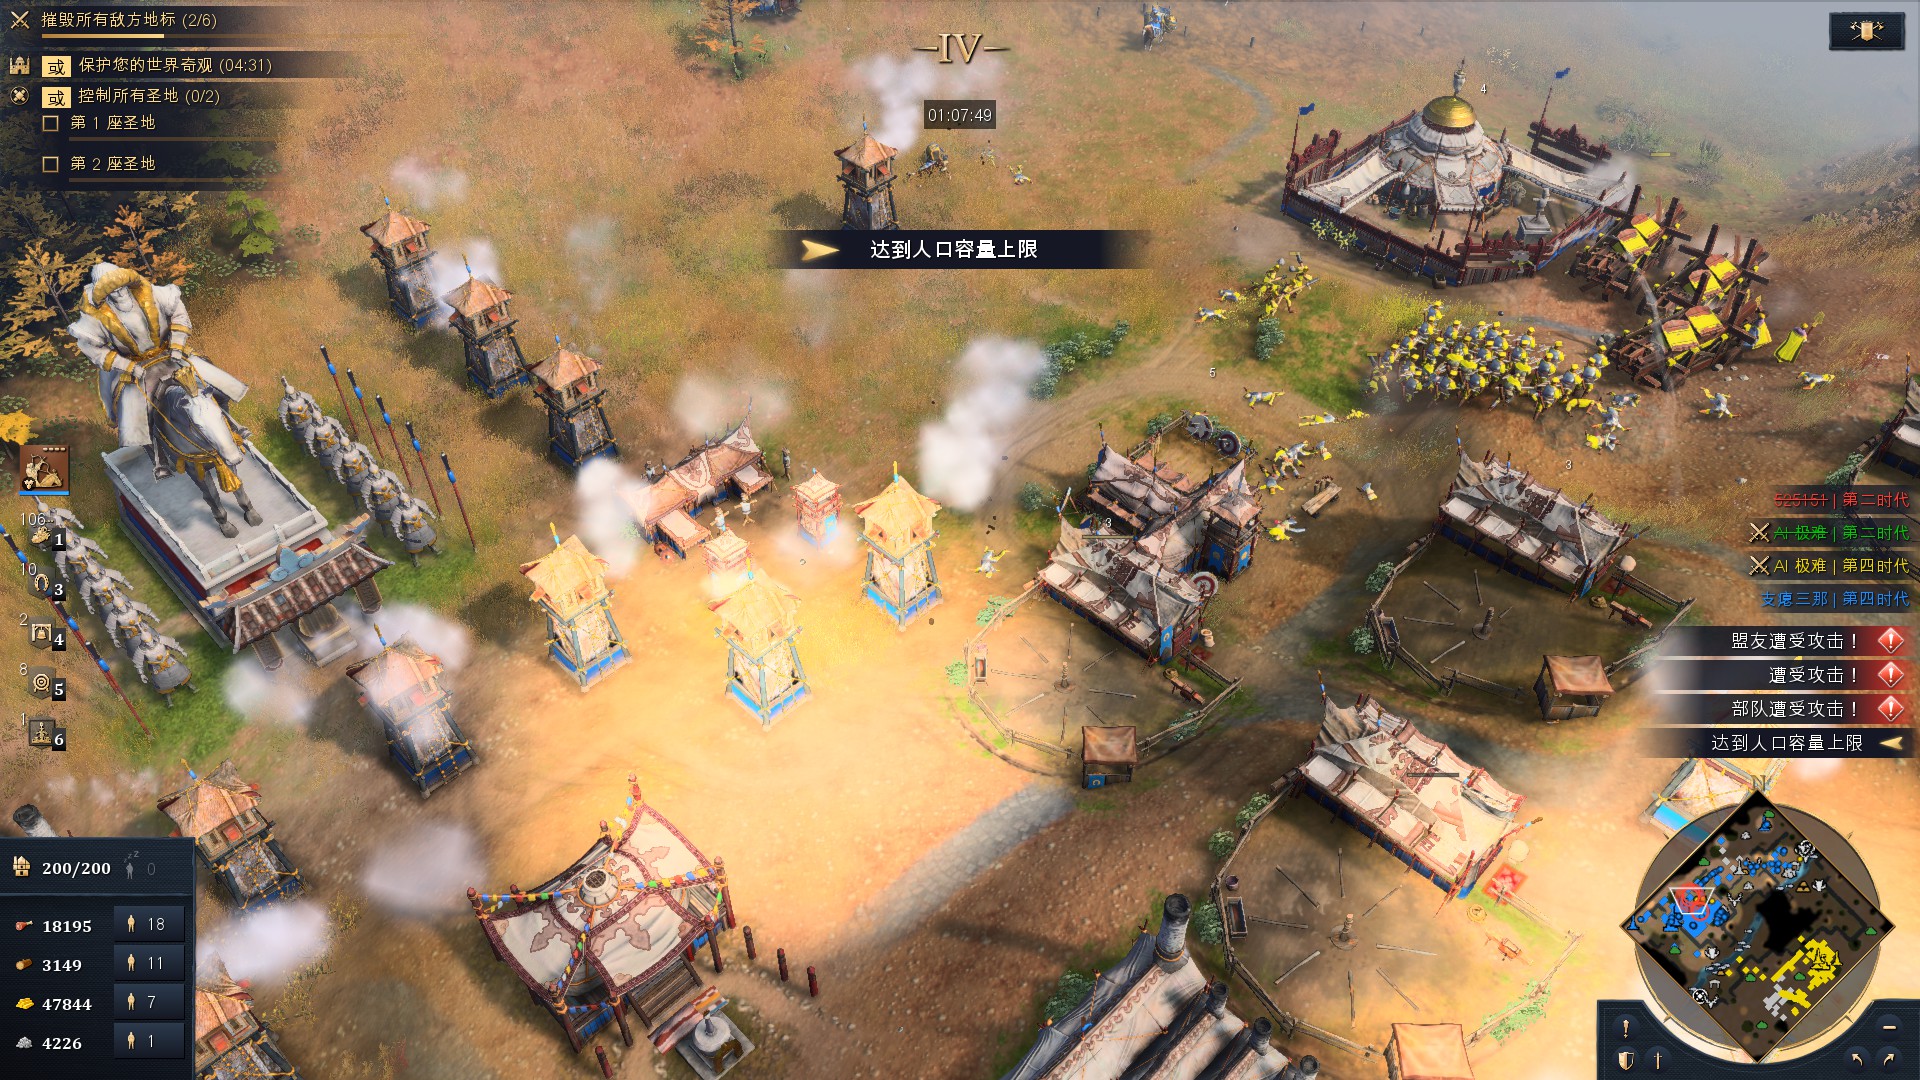 摧毁所有敌方地标 (2/6)
或 保护您的世界奇观 (04:31)
或 控制所有圣地 (0/2)
第 1 座圣地
第 2 座圣地
IV
01:07:49
达到人口容量上限
4
5
3
3
3
106
1
10
3
2
4
8
5
1
6
525151 | 第二时代
AI 极难 | 第二时代
AI 极难 | 第四时代
支虑三那 | 第四时代
盟友遭受攻击！
遭受攻击！
部队遭受攻击！
达到人口容量上限
N
200/200 0
18195 18
3149 11
47844 7
4226 1